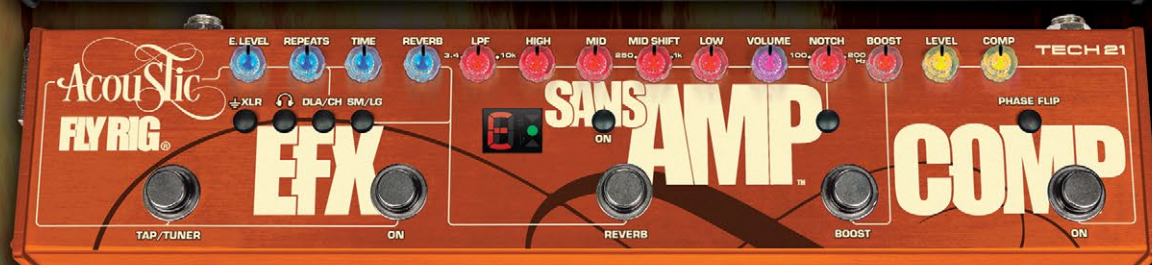 E. LEVEL REPEATS TIME REVERB LPF HIGH MID MID SHIFT LOW VOLUME NOTCH BOOST LEVEL COMP
3.4 10k 250 1k 100 200 Hz
TECH 21
Acoustic
FLY RIG®
XLR DLA/CH SM/LG
EFX
E
SANS
AMP™
ON
PHASE FLIP
COMP
TAP/TUNER ON REVERB BOOST ON